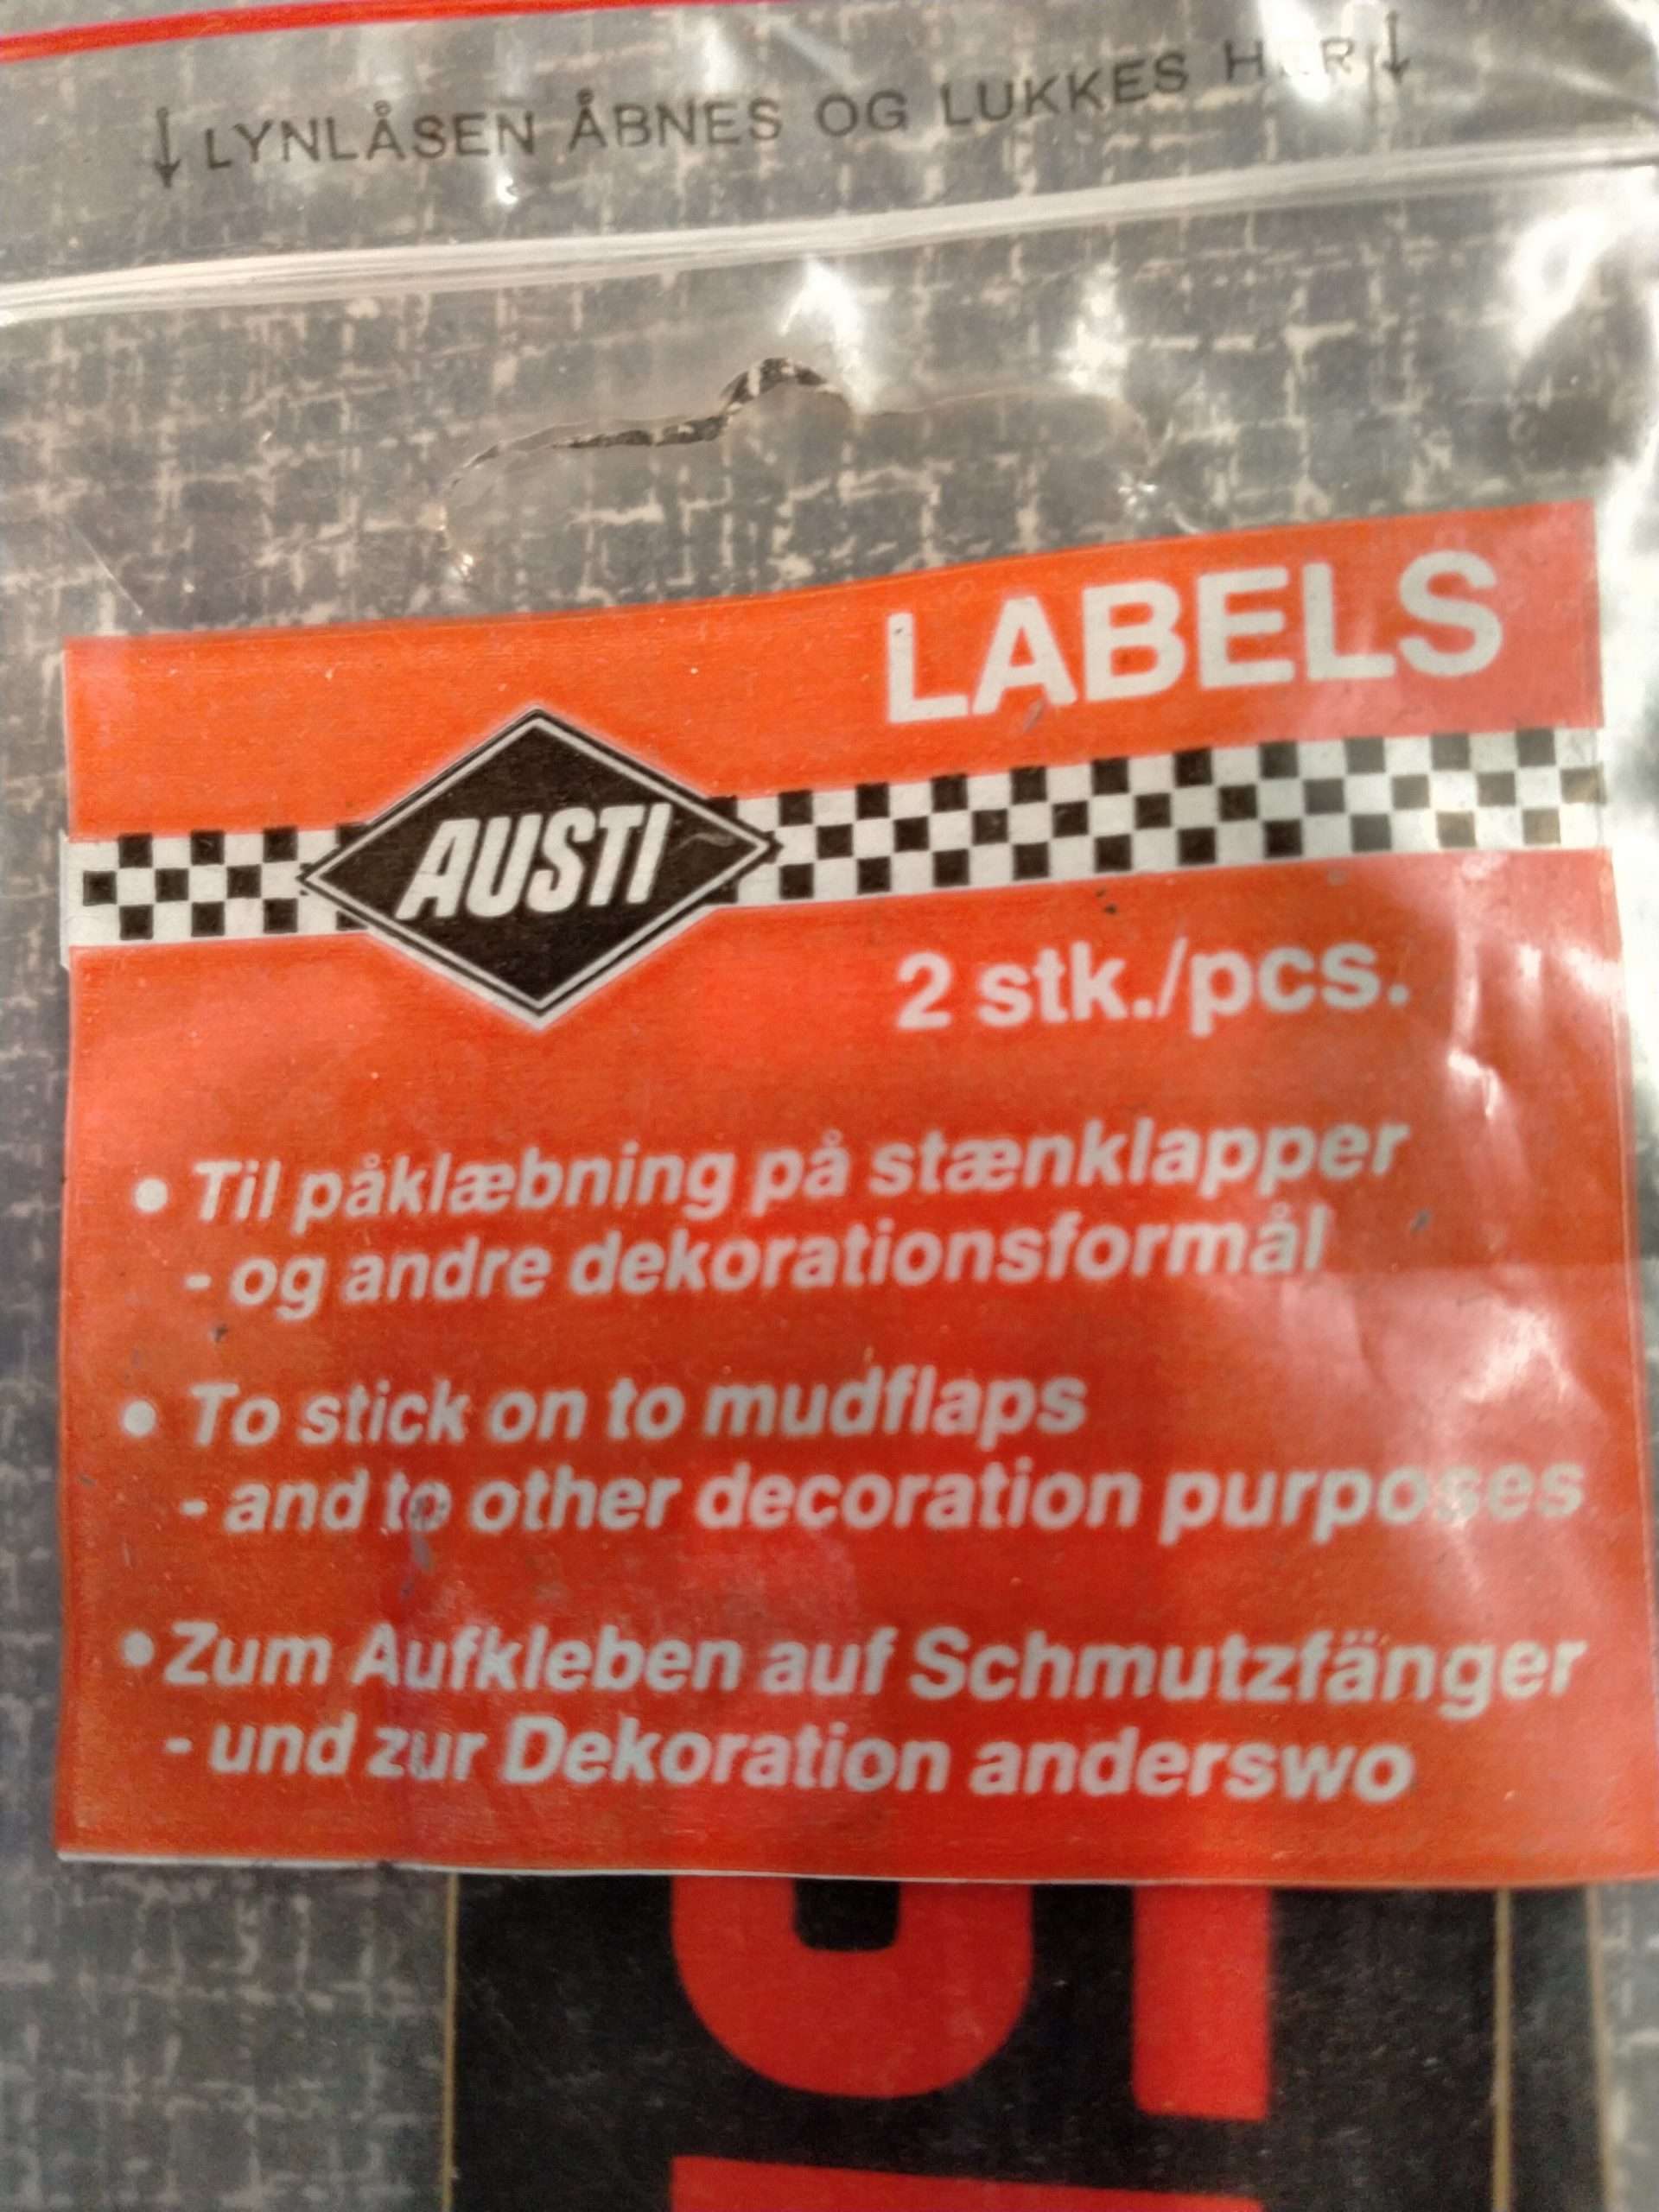 ↓ LYNLÅSEN ÅBNES OG LUKKES HER ↓
LABELS
AUSTI
2 stk./pcs.
• Til påklæbning på stænklapper
- og andre dekorationsformål
• To stick on to mudflaps
- and to other decoration purposes
• Zum Aufkleben auf Schmutzfänger
- und zur Dekoration anderswo